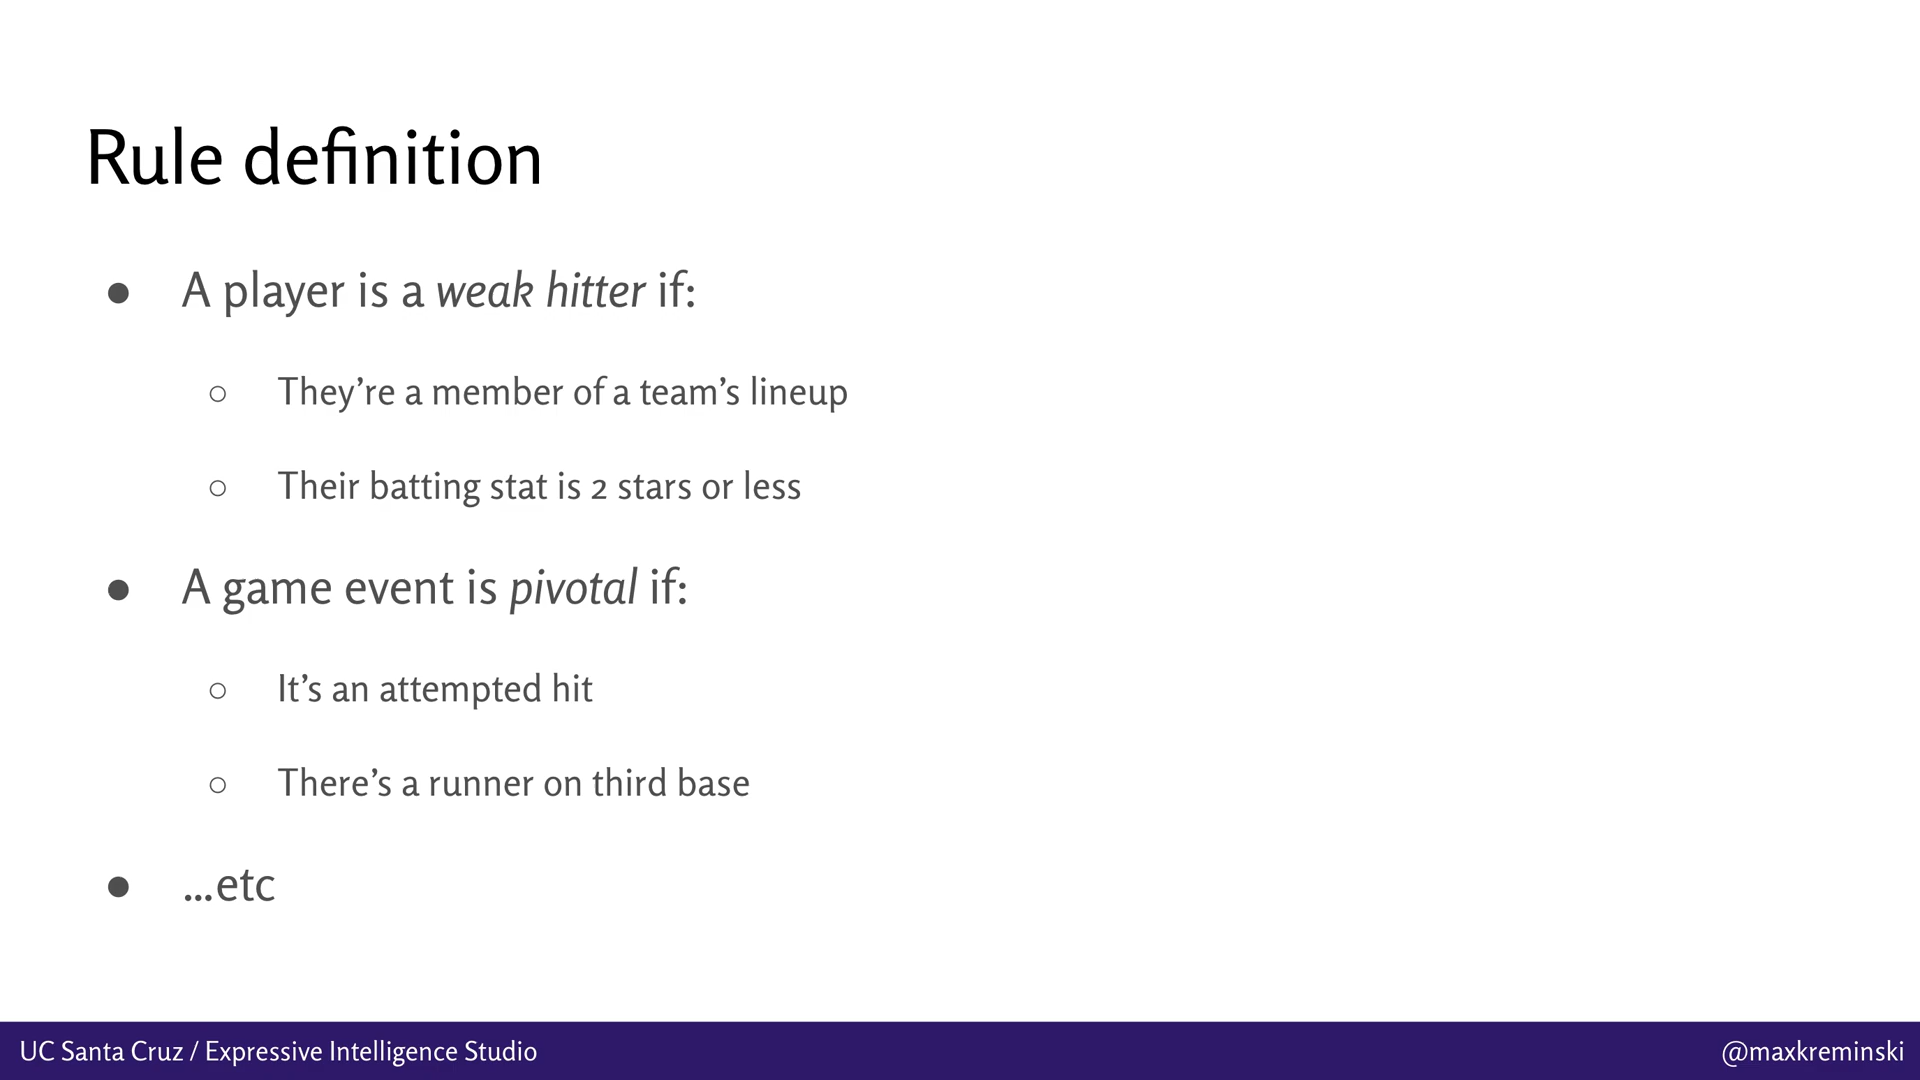 Rule definition
● A player is a weak hitter if:
○ They’re a member of a team’s lineup
○ Their batting stat is 2 stars or less
● A game event is pivotal if:
○ It’s an attempted hit
○ There’s a runner on third base
● …etc
UC Santa Cruz / Expressive Intelligence Studio
@maxkreminski